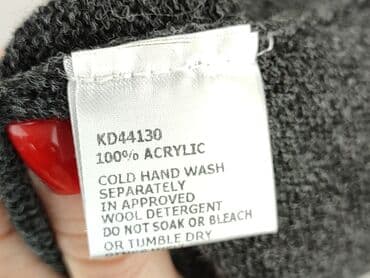 KD44130
100% ACRYLIC
COLD HAND WASH
SEPARATELY
IN APPROVED
WOOL DETERGENT
DO NOT SOAK OR BLEACH
OR TUMBLE DRY